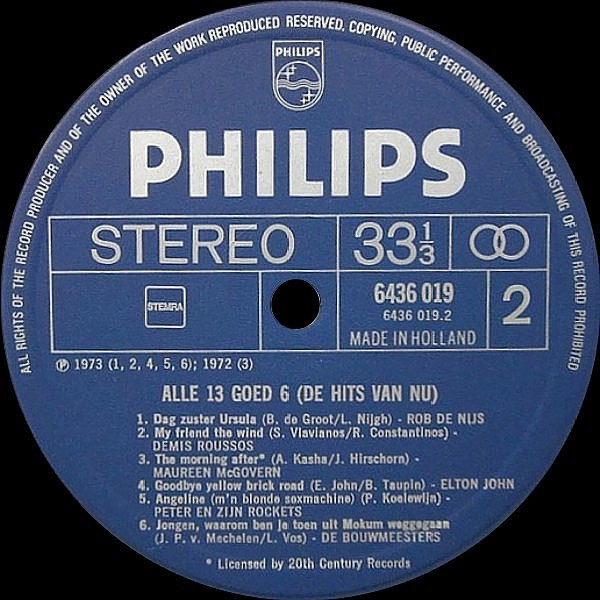 ALL RIGHTS OF THE RECORD PRODUCER AND OF THE OWNER OF THE WORK REPRODUCED RESERVED. COPYING, PUBLIC PERFORMANCE AND BROADCASTING OF THIS RECORD PROHIBITED
PHILIPS
PHILIPS
STEREO 33 1/3
STEMRA 6436 019 2
6436 019.2
MADE IN HOLLAND
℗ 1973 (1, 2, 4, 5, 6); 1972 (3)
ALLE 13 GOED 6 (DE HITS VAN NU)
1. Dag zuster Ursula (B. de Groot/L. Nijgh) - ROB DE NIJS
2. My friend the wind (S. Vlavianos/R. Constantinos) -
DEMIS ROUSSOS
3. The morning after* (A. Kasha/J. Hirschorn) -
MAUREEN McGOVERN
4. Goodbye yellow brick road (E. John/B. Taupin) - ELTON JOHN
5. Angeline (m'n blonde sexmachine) (P. Koelewijn) -
PETER EN ZIJN ROCKETS
6. Jongen, waarom ben je toen uit Mokum weggegaan
(J. P. v. Mechelen/L. Vos) - DE BOUWMEESTERS
* Licensed by 20th Century Records